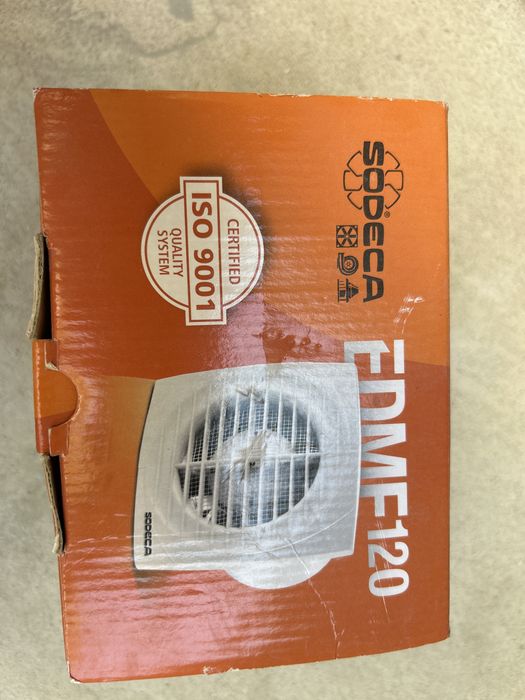 SODECA®
EDMF120
CERTIFIED
ISO 9001
QUALITY
SYSTEM
SODECA